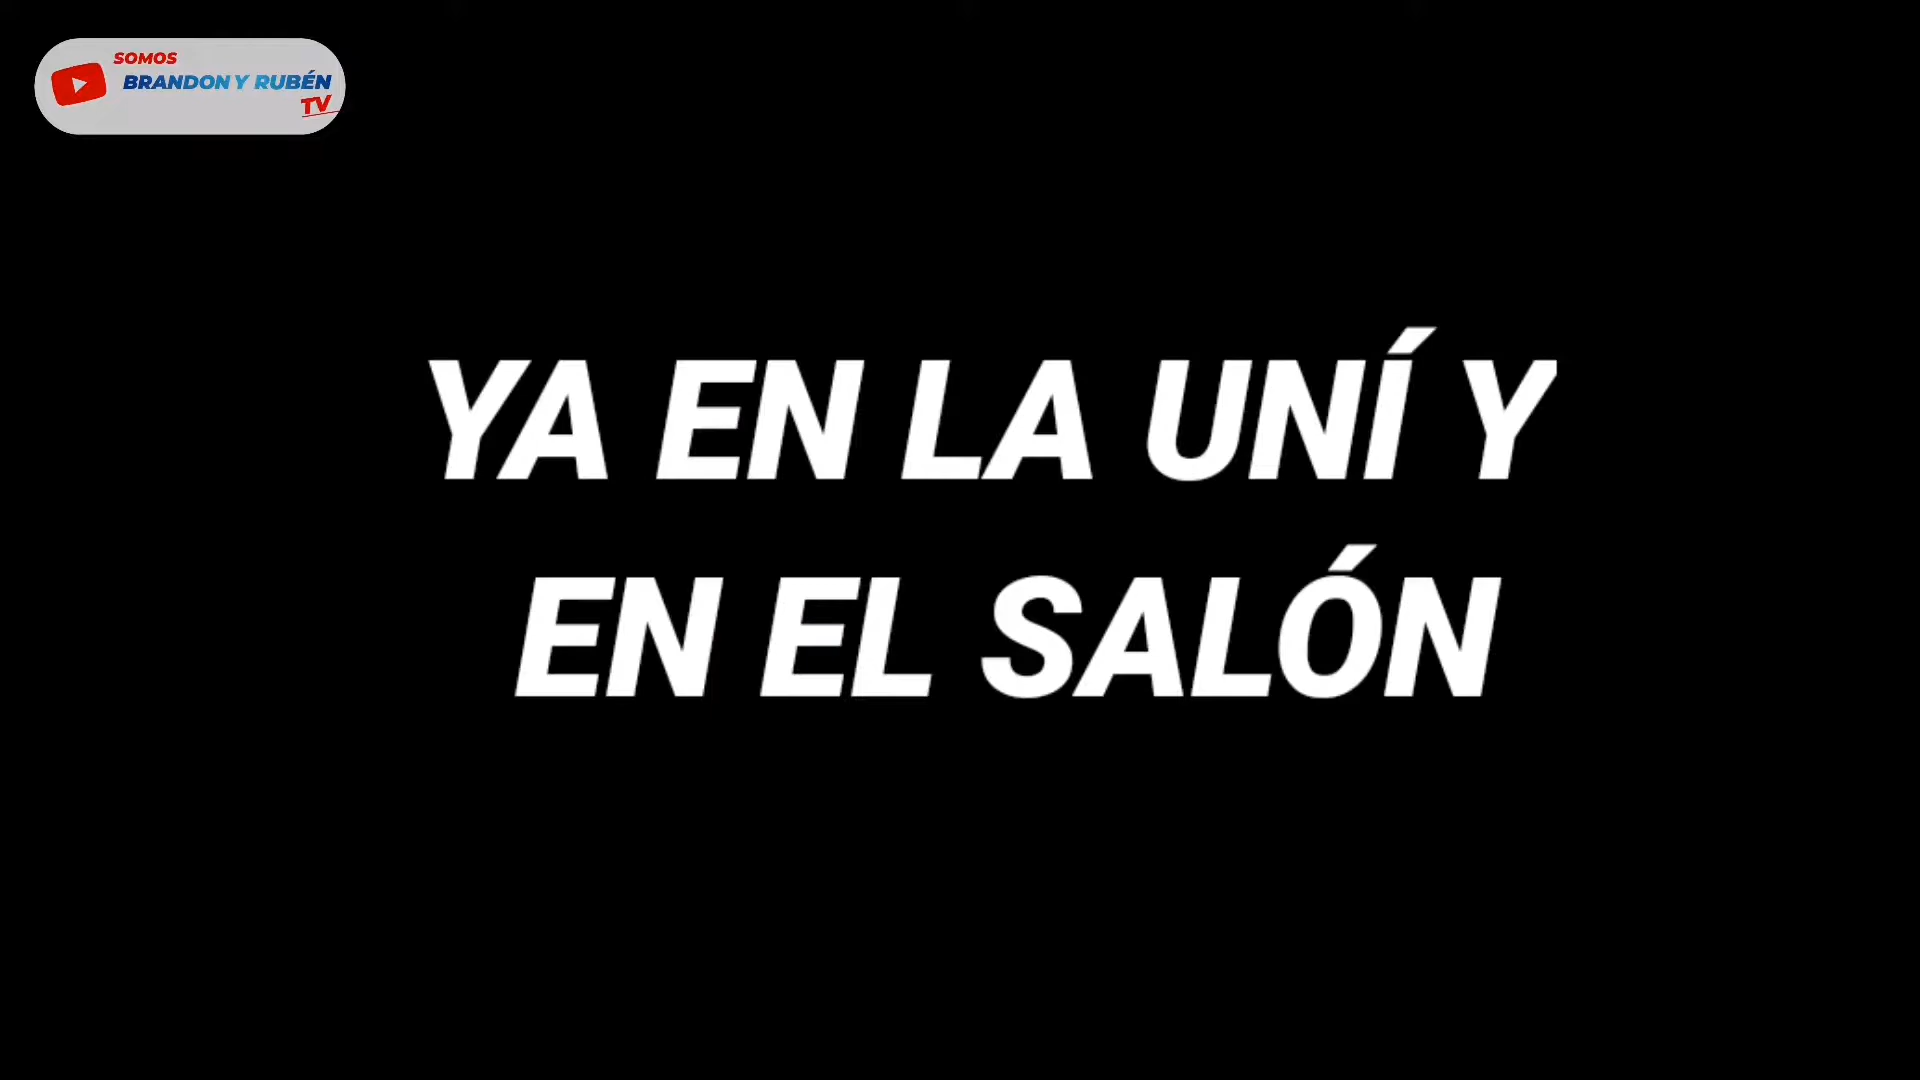 SOMOS
BRANDON Y RUBÉN
TV
YA EN LA UNÍ Y
EN EL SALÓN